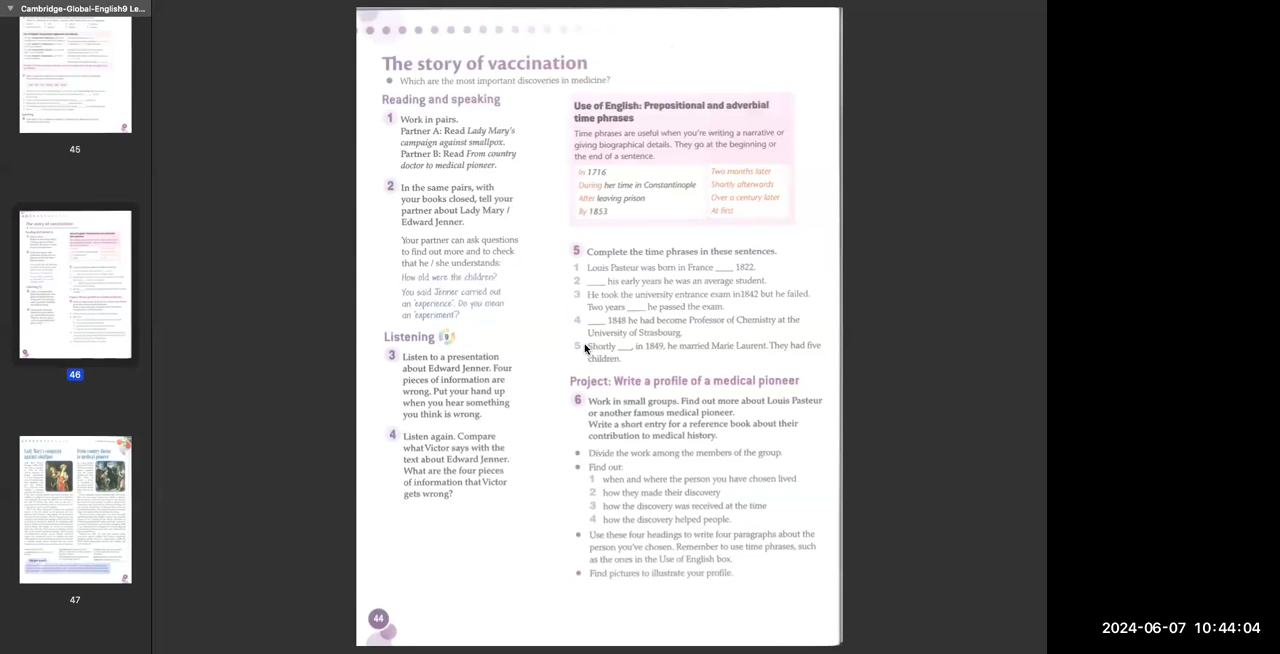 Cambridge-Global-English9 Le...
45
46
47
The story of vaccination
Which are the most important discoveries in medicine?
Reading and speaking
1 Work in pairs.
Partner A: Read Lady Mary's
campaign against smallpox.
Partner B: Read From country
doctor to medical pioneer.
2 In the same pairs, with
your books closed, tell your
partner about Lady Mary /
Edward Jenner.
Your partner can ask questions
to find out more and to check
that he / she understands:
How old were the children?
You said Jenner carried out
an 'experience'. Do you mean
an 'experiment'?
Listening 9
3 Listen to a presentation
about Edward Jenner. Four
pieces of information are
wrong. Put your hand up
when you hear something
you think is wrong.
4 Listen again. Compare
what Victor says with the
text about Edward Jenner.
What are the four pieces
of information that Victor
gets wrong?
Use of English: Prepositional and adverbial
time phrases
Time phrases are useful when you're writing a narrative or
giving biographical details. They go at the beginning or
the end of a sentence.
In 1716 Two months later
During her time in Constantinople Shortly afterwards
After leaving prison Over a century later
By 1853 At first
5 Complete the time phrases in these sentences.
1 Louis Pasteur was born in France ____ 1822.
2 ____ his early years he was an average student.
3 He took the university entrance exam in1842 but he failed.
Two years ____ he passed the exam.
4 ____ 1848 he had become Professor of Chemistry at the
University of Strasbourg.
5 Shortly ____, in 1849, he married Marie Laurent. They had five
children.
Project: Write a profile of a medical pioneer
6 Work in small groups. Find out more about Louis Pasteur
or another famous medical pioneer.
Write a short entry for a reference book about their
contribution to medical history.
Divide the work among the members of the group.
Find out:
1 when and where the person you have chosen lived
2 how they made their discovery
3 how the discovery was received at the time
4 how the discovery helped people.
Use these four headings to write four paragraphs about the
person you've chosen. Remember to use time phrases, such
as the ones in the Use of English box.
Find pictures to illustrate your profile.
44
2024-06-07 10:44:04